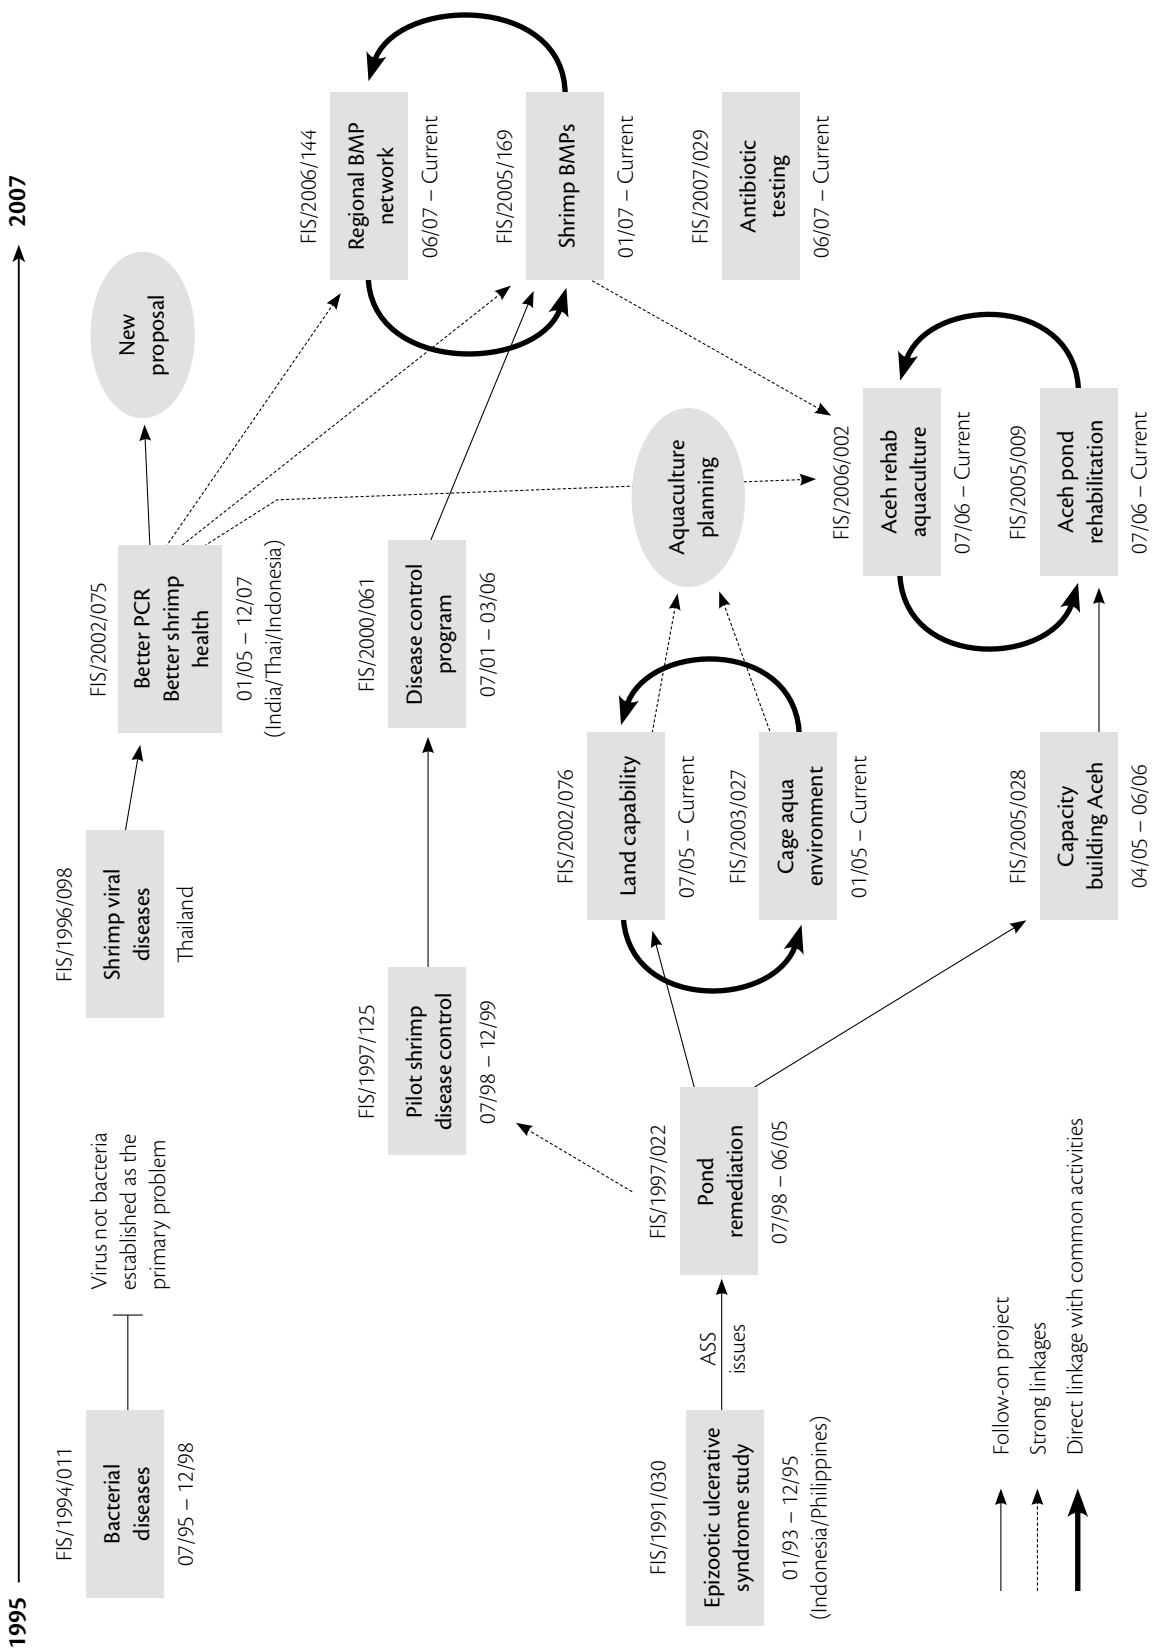 1995
2007
FIS/1994/011
Bacterial
diseases
07/95 – 12/98
Virus not bacteria
established as the
primary problem
FIS/1996/098
Shrimp viral
diseases
Thailand
FIS/2002/075
Better PCR
Better shrimp
health
01/05 – 12/07
(India/Thai/Indonesia)
New
proposal
FIS/1997/125
Pilot shrimp
disease control
07/98 – 12/99
FIS/2000/061
Disease control
program
07/01 – 03/06
FIS/2006/144
Regional BMP
network
06/07 – Current
FIS/2005/169
Shrimp BMPs
01/07 – Current
FIS/2007/029
Antibiotic
testing
06/07 – Current
FIS/1991/030
Epizootic ulcerative
syndrome study
01/93 – 12/95
(Indonesia/Philippines)
ASS
issues
FIS/1997/022
Pond
remediation
07/98 – 06/05
FIS/2002/076
Land capability
07/05 – Current
FIS/2003/027
Cage aqua
environment
01/05 – Current
Aquaculture
planning
FIS/2005/028
Capacity
building Aceh
04/05 – 06/06
FIS/2006/002
Aceh rehab
aquaculture
07/06 – Current
FIS/2005/009
Aceh pond
rehabilitation
07/06 – Current
Follow-on project
Strong linkages
Direct linkage with common activities